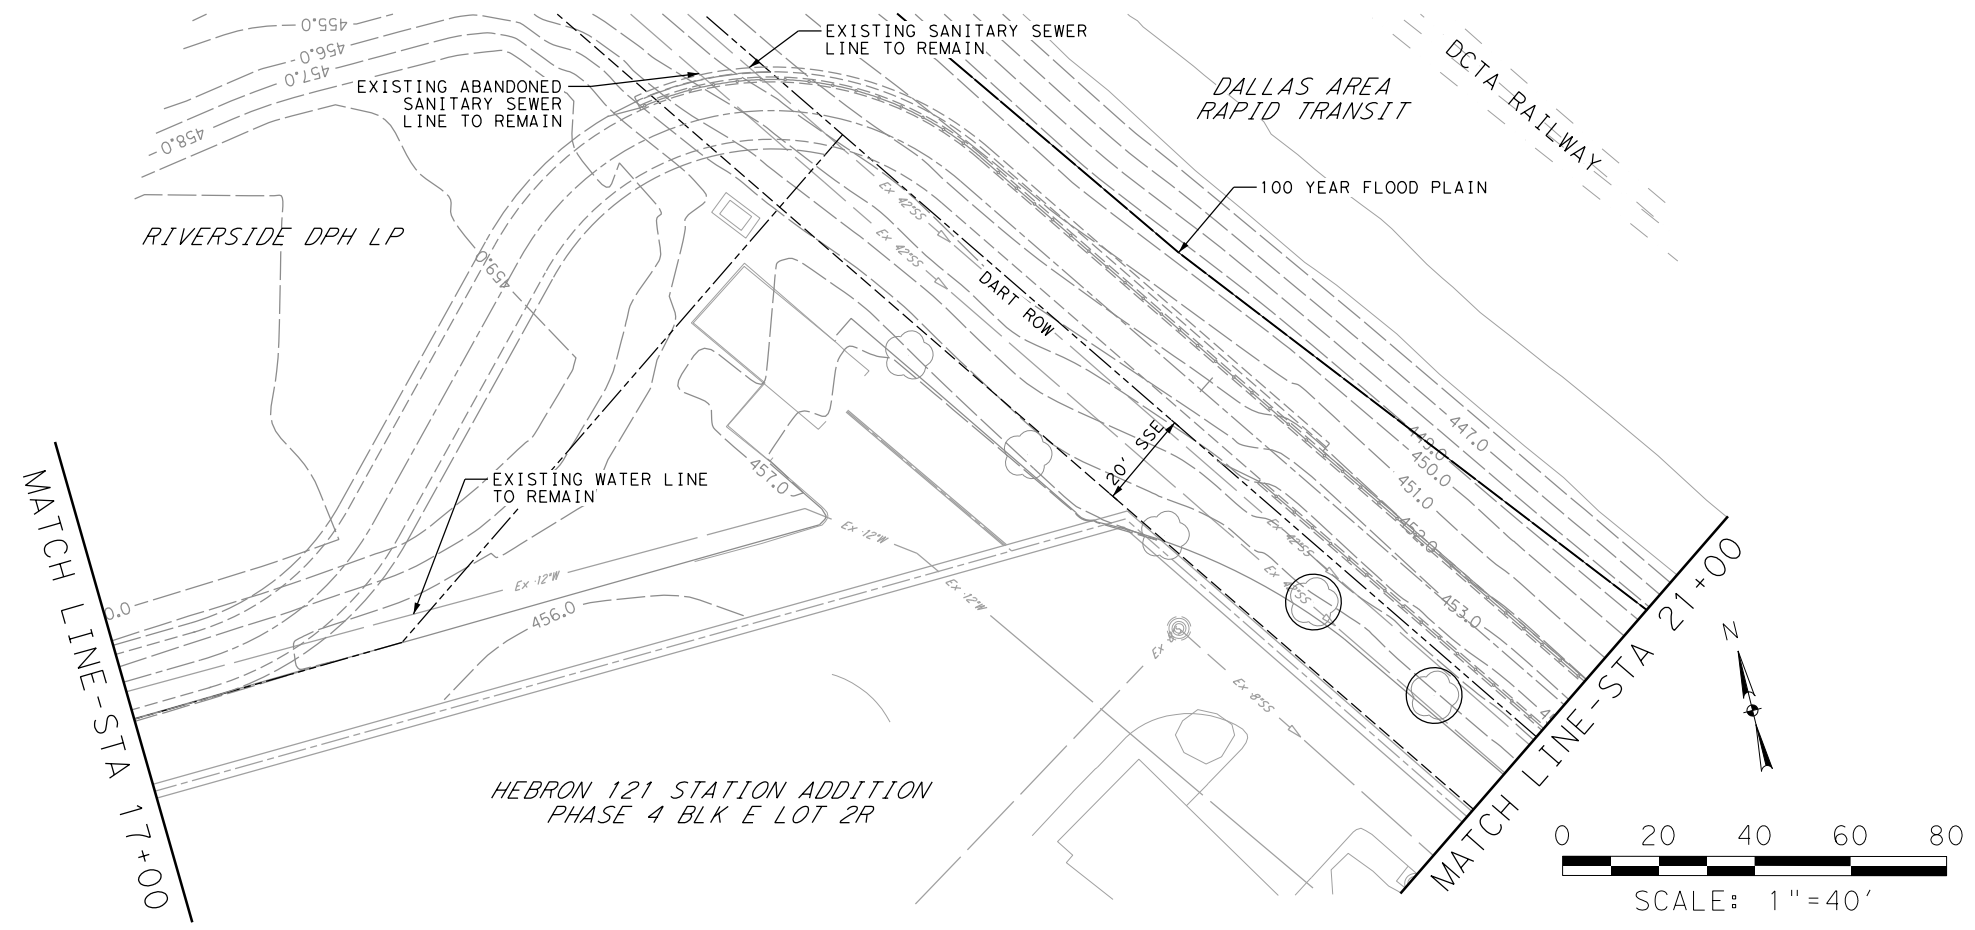 455.0
456.0
457.0
458.0
EXISTING SANITARY SEWER
LINE TO REMAIN
EXISTING ABANDONED
SANITARY SEWER
LINE TO REMAIN
DALLAS AREA
RAPID TRANSIT
DCTA RAILWAY
100 YEAR FLOOD PLAIN
RIVERSIDE DPH LP
459.0
Ex 42"SS
Ex 42"SS
DART ROW
20' SSE
447.0
449.0
450.0
451.0
452.0
453.0
EXISTING WATER LINE
TO REMAIN
457.0
Ex 12"W
Ex 12"W
Ex 12"W
456.0
0.0
Ex 42"SS
Ex 42"SS
Ex
Ex 8"SS
MATCH LINE-STA 17+00
MATCH LINE-STA 21+00
N
HEBRON 121 STATION ADDITION
PHASE 4 BLK E LOT 2R
0 20 40 60 80
SCALE: 1"=40'